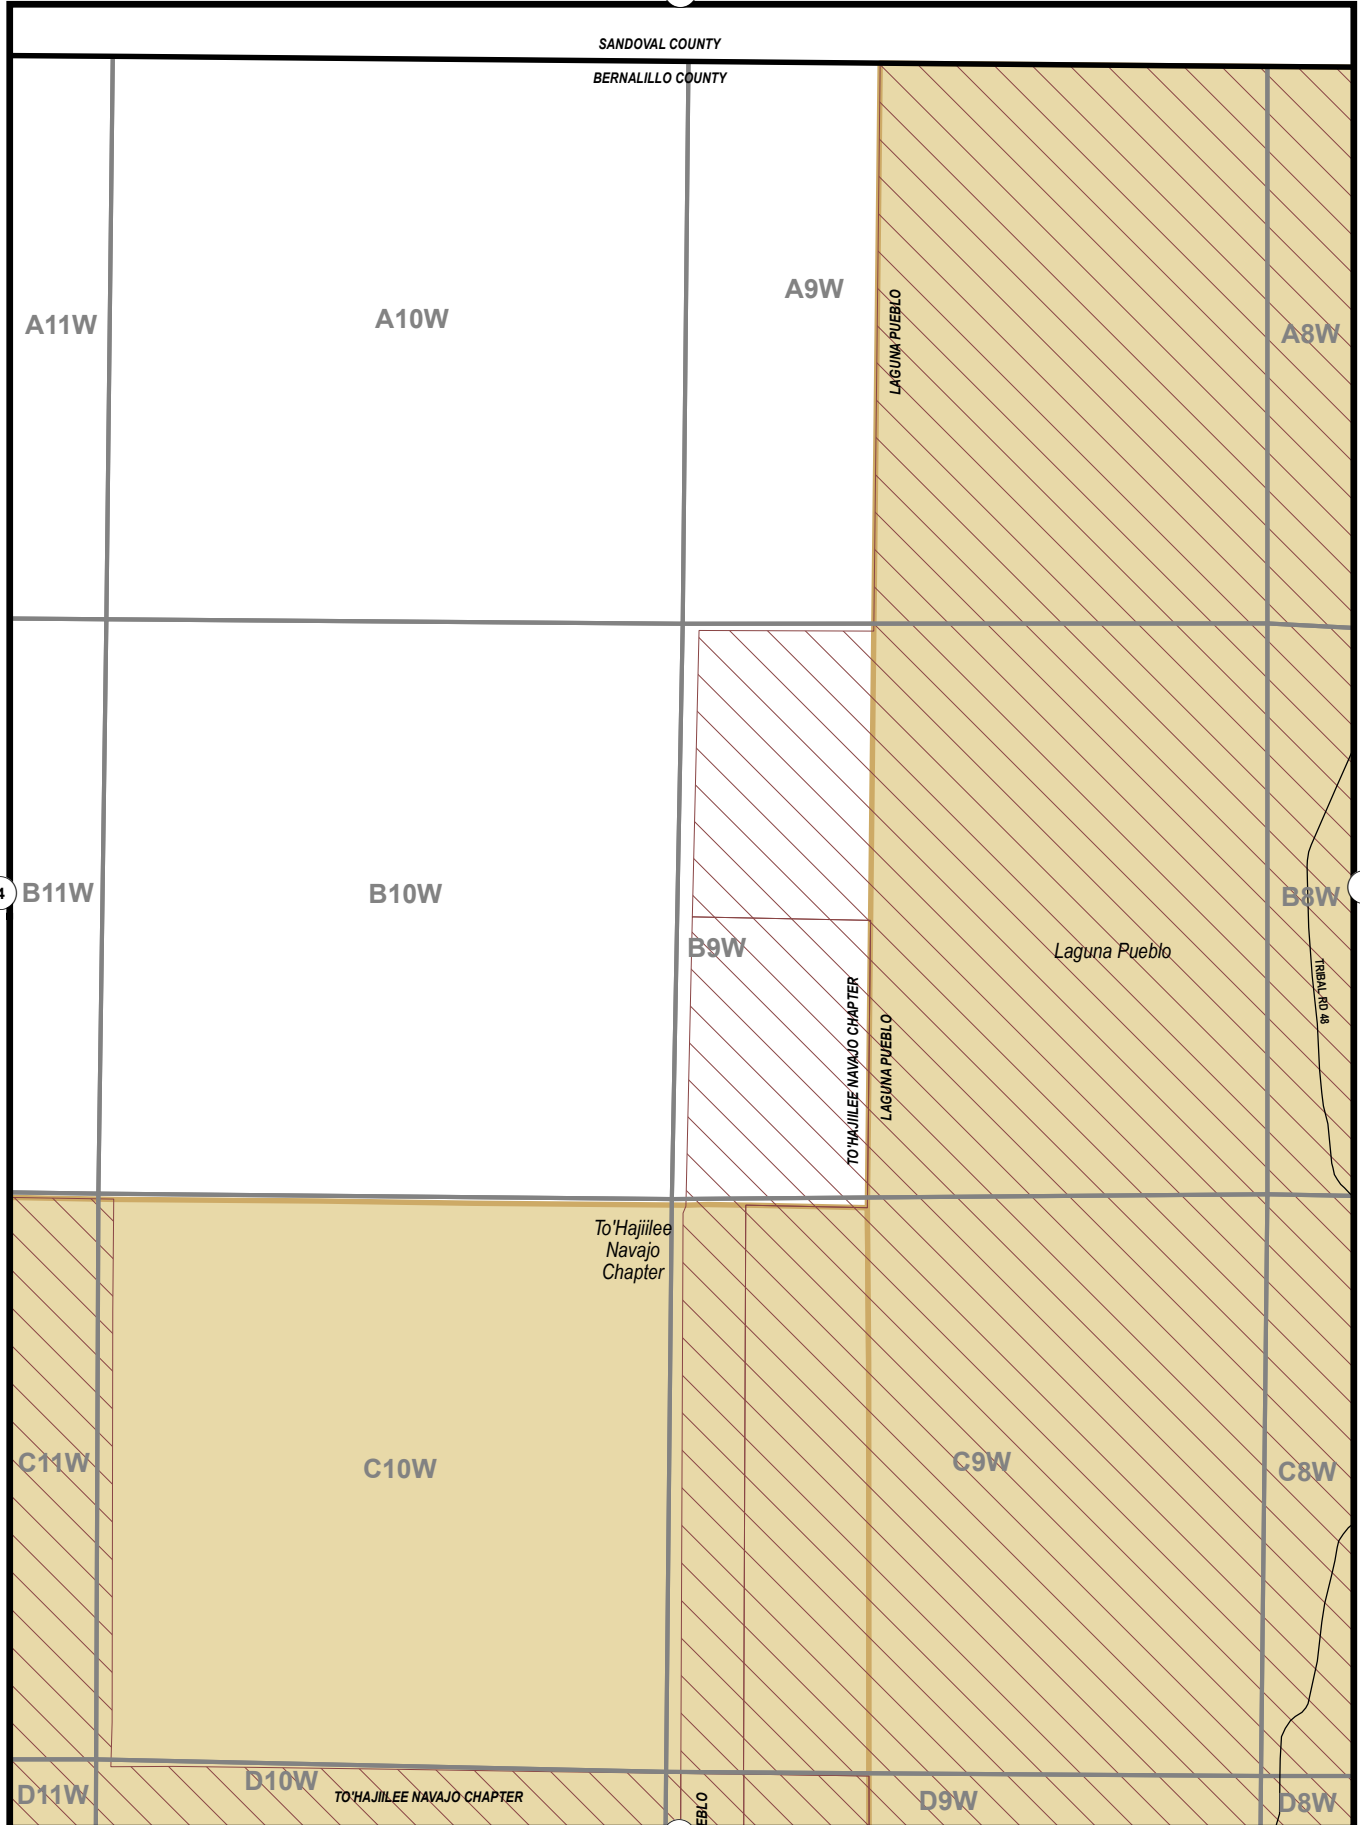 SANDOVAL COUNTY
BERNALILLO COUNTY
A11W
A10W
A9W
A8W
LAGUNA PUEBLO
4
B11W
B10W
B9W
B8W
Laguna Pueblo
TRIBAL RD 48
TO'HAJIILEE NAVAJO CHAPTER
LAGUNA PUEBLO
To'Hajiilee
Navajo
Chapter
C11W
C10W
C9W
C8W
D11W
D10W
TO'HAJIILEE NAVAJO CHAPTER
EBLO
D9W
D8W